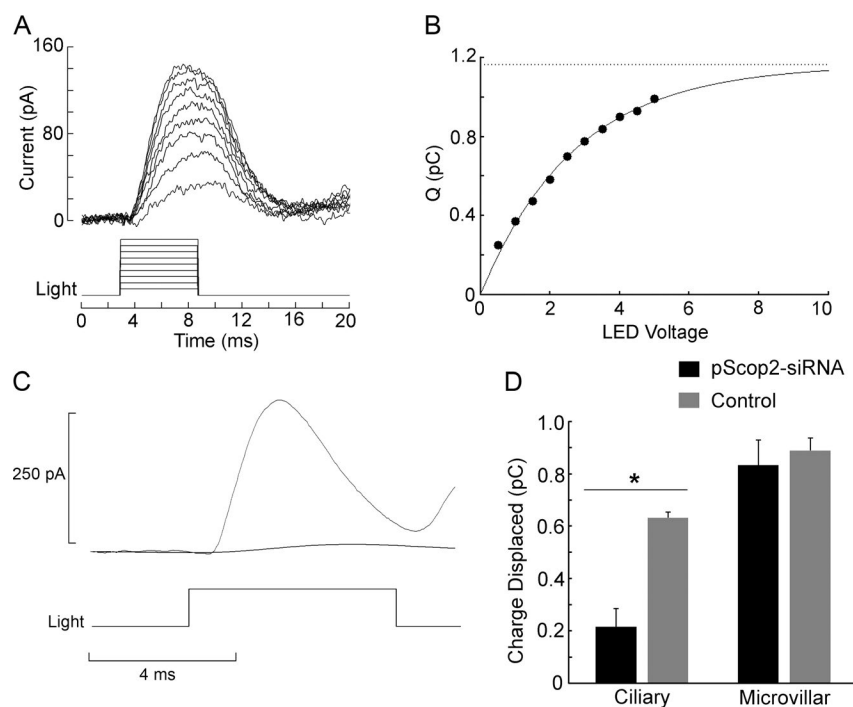 A
160
Current (pA)
80
0
Light
0 4 8 12 16 20
Time (ms)
B
1.2
Q (pC)
0.8
0.4
0
0 2 4 6 8 10
LED Voltage
C
250 pA
Light
4 ms
D
pScop2-siRNA
Control
1.0
Charge Displaced (pC)
0.8
*
0.6
0.4
0.2
0
Ciliary Microvillar